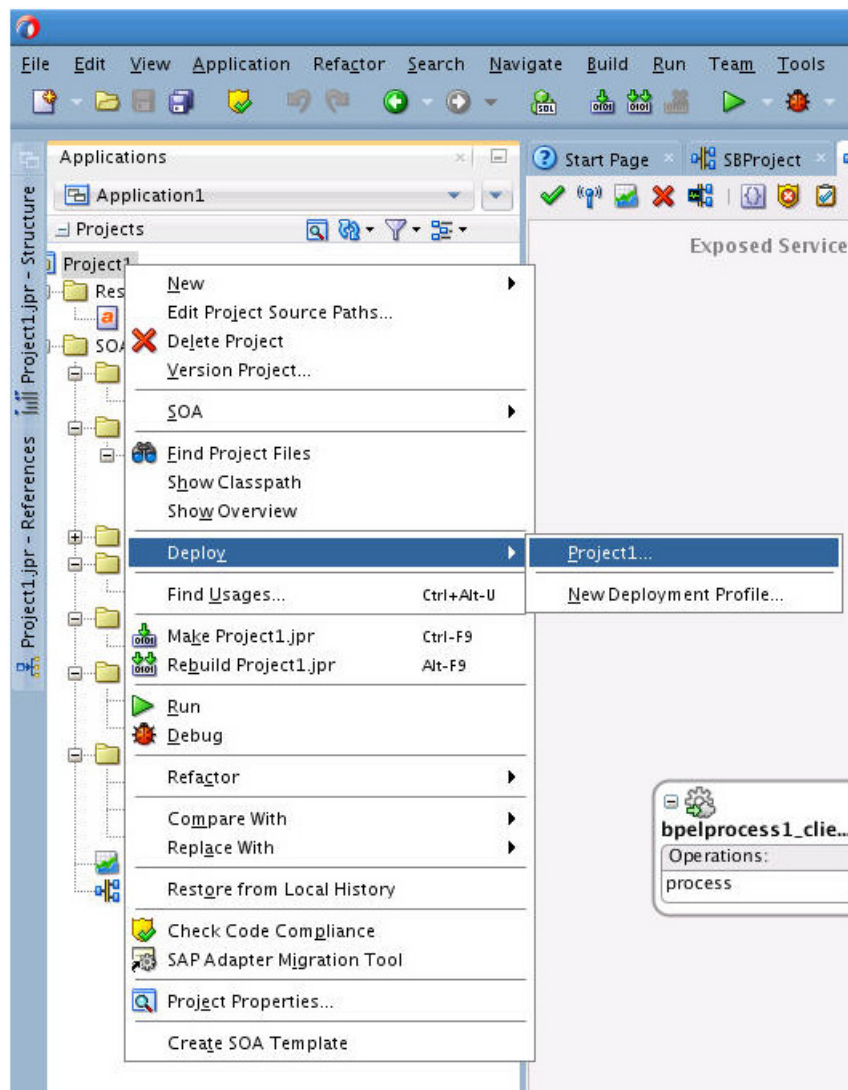 File Edit View Application Refactor Search Navigate Build Run Team Tools
Applications
Start Page
SBProject
Application1
Projects
Exposed Service
Project1
Res
SOA
New
Edit Project Source Paths...
Delete Project
Version Project...
SOA
Find Project Files
Show Classpath
Show Overview
Deploy
Project1...
New Deployment Profile...
Find Usages... Ctrl+Alt-U
Make Project1.jpr Ctrl-F9
Rebuild Project1.jpr Alt-F9
Run
Debug
Refactor
Compare With
Replace With
Restore from Local History
Check Code Compliance
SAP Adapter Migration Tool
Project Properties...
Create SOA Template
bpelprocess1_clie...
Operations:
process
Project1.jpr - Structure
Project1.jpr - References